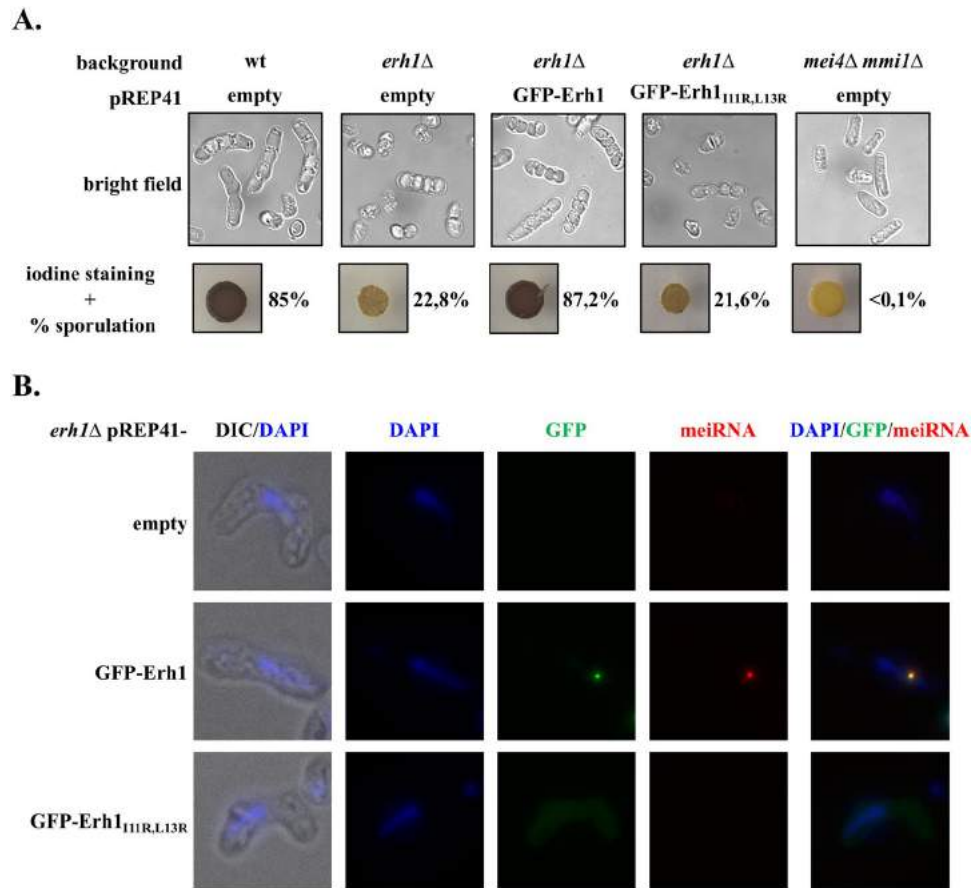 A.
background wt erh1Δ erh1Δ erh1Δ mei4Δ mmi1Δ
pREP41 empty empty GFP-Erh1 GFP-Erh1I11R,L13R empty
bright field
iodine staining
+
% sporulation
85% 22,8% 87,2% 21,6% <0,1%
B.
erh1Δ pREP41- DIC/DAPI DAPI GFP meiRNA DAPI/GFP/meiRNA
empty
GFP-Erh1
GFP-Erh1I11R,L13R